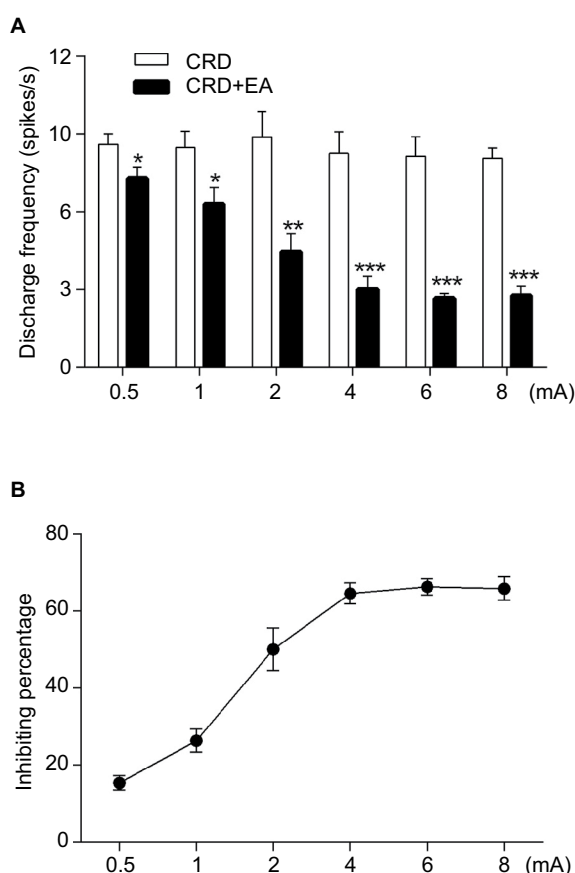 A
12
10
6
3
0
Discharge frequency (spikes/s)
CRD
CRD+EA
* * ** *** *** ***
0.5 1 2 4 6 8 (mA)
B
80
60
40
20
0
Inhibiting percentage
0.5 1 2 4 6 8 (mA)